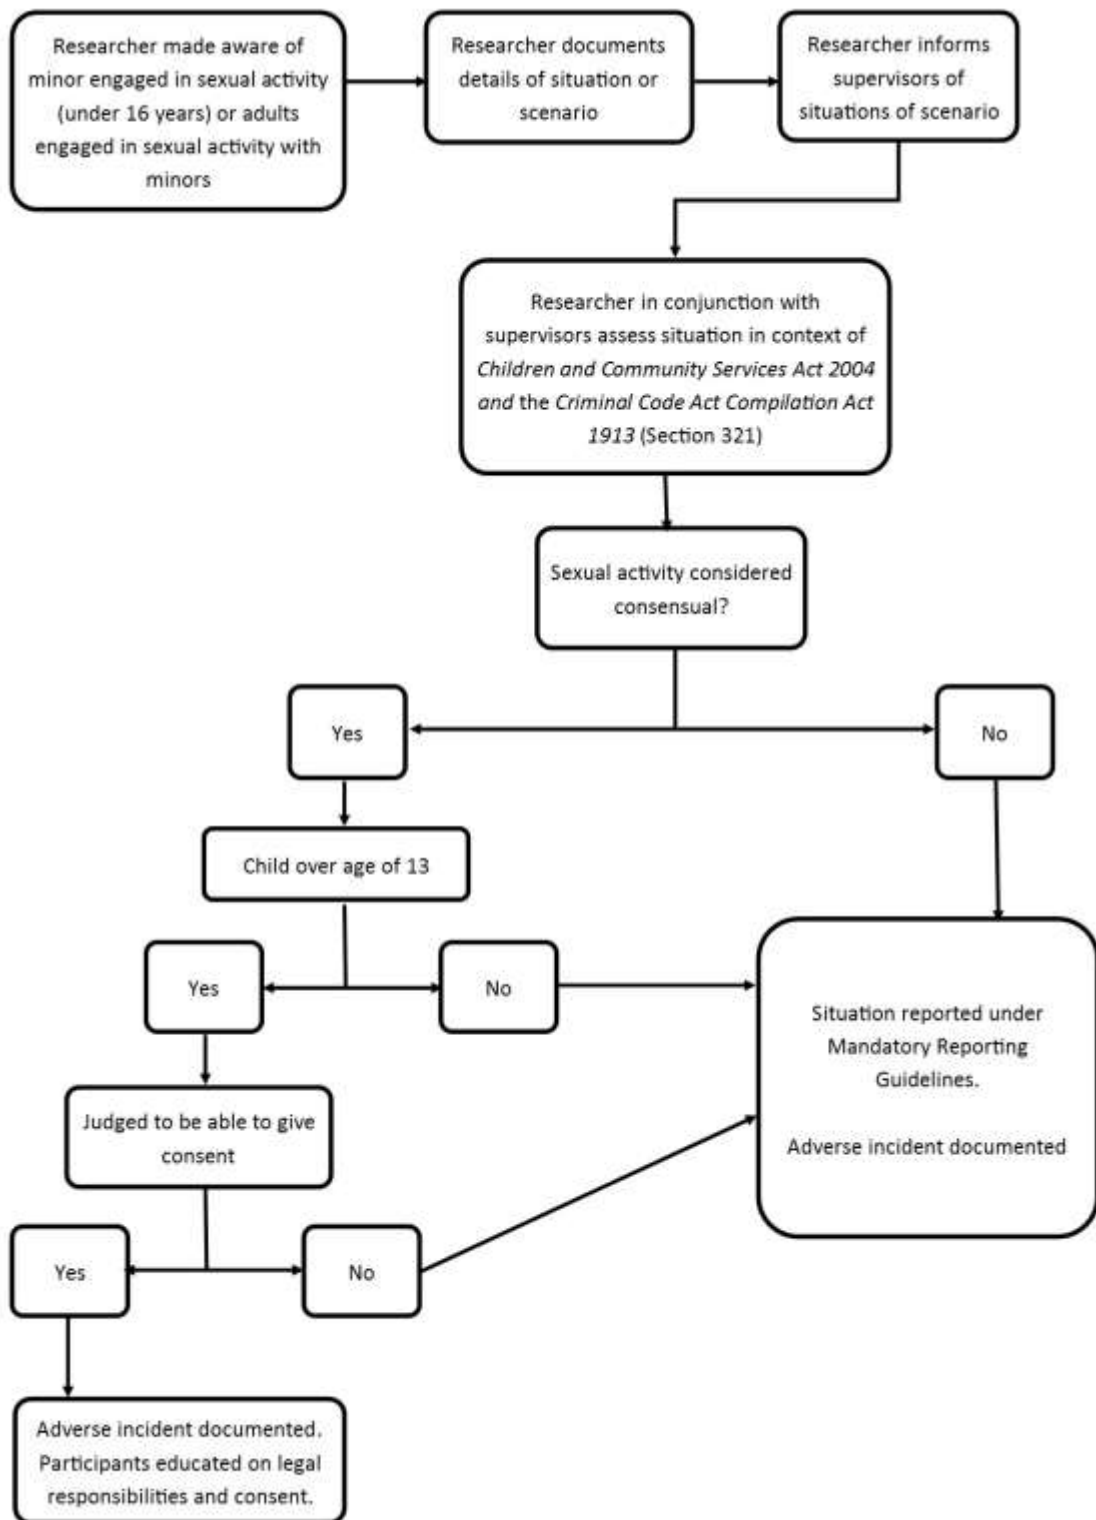 Researcher made aware of
minor engaged in sexual activity
(under 16 years) or adults
engaged in sexual activity with
minors
Researcher documents
details of situation or
scenario
Researcher informs
supervisors of
situations of scenario
Researcher in conjunction with
supervisors assess situation in context of
Children and Community Services Act 2004
and the Criminal Code Act Compilation Act
1913 (Section 321)
Sexual activity considered
consensual?
Yes
No
Child over age of 13
Yes
No
Situation reported under
Mandatory Reporting
Guidelines.
Adverse incident documented
Judged to be able to give
consent
Yes
No
Adverse incident documented.
Participants educated on legal
responsibilities and consent.